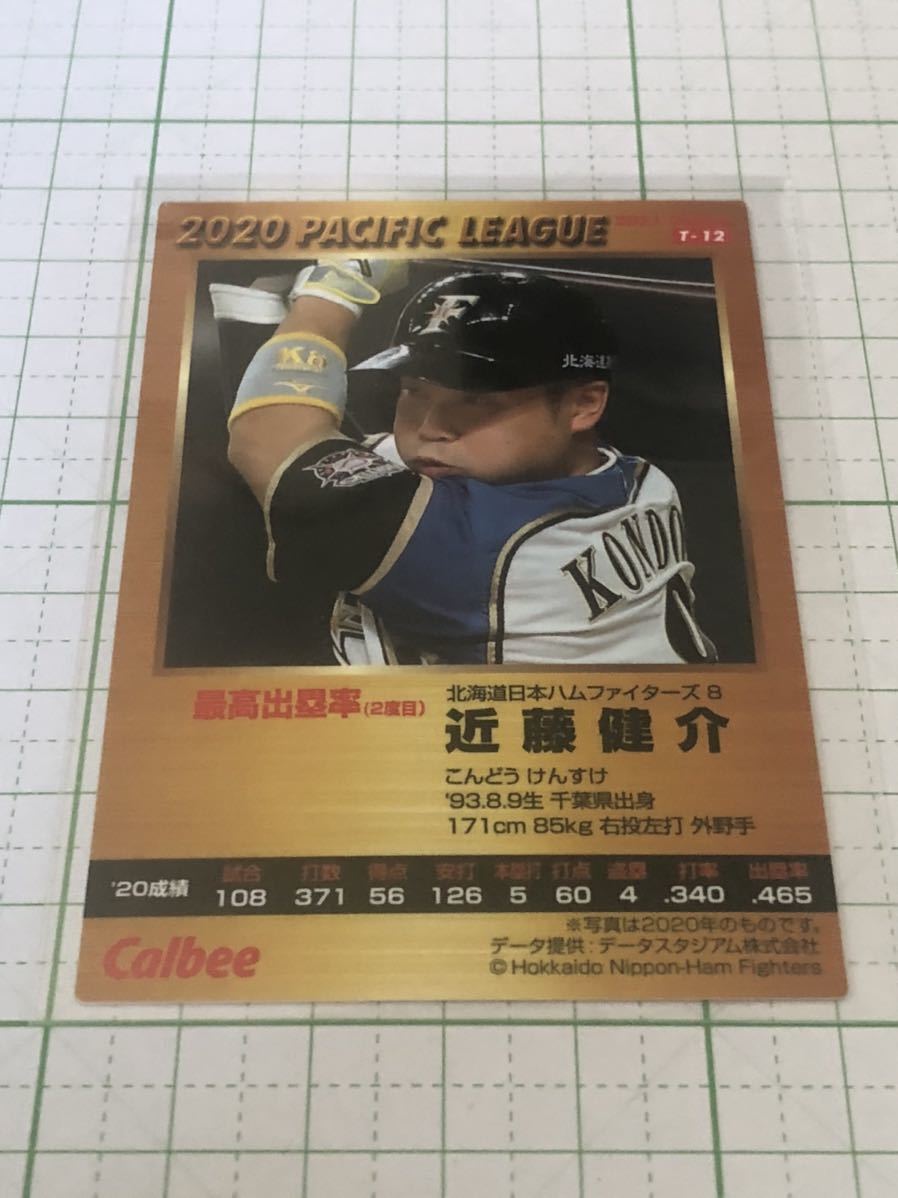 2020 PACIFIC LEAGUE
T-12
F
北海道
Ka
KONDO
最高出塁率(2度目)
北海道日本ハムファイターズ 8
近藤健介
こんどう けんすけ
'93.8.9生 千葉県出身
171cm 85kg 右投左打 外野手
試合 打数 得点 安打 本塁打 打点 盗塁 打率 出塁率
'20成績 108 371 56 126 5 60 4 .340 .465
※写真は2020年のものです。
データ提供:データスタジアム株式会社
Calbee
©Hokkaido Nippon-Ham Fighters